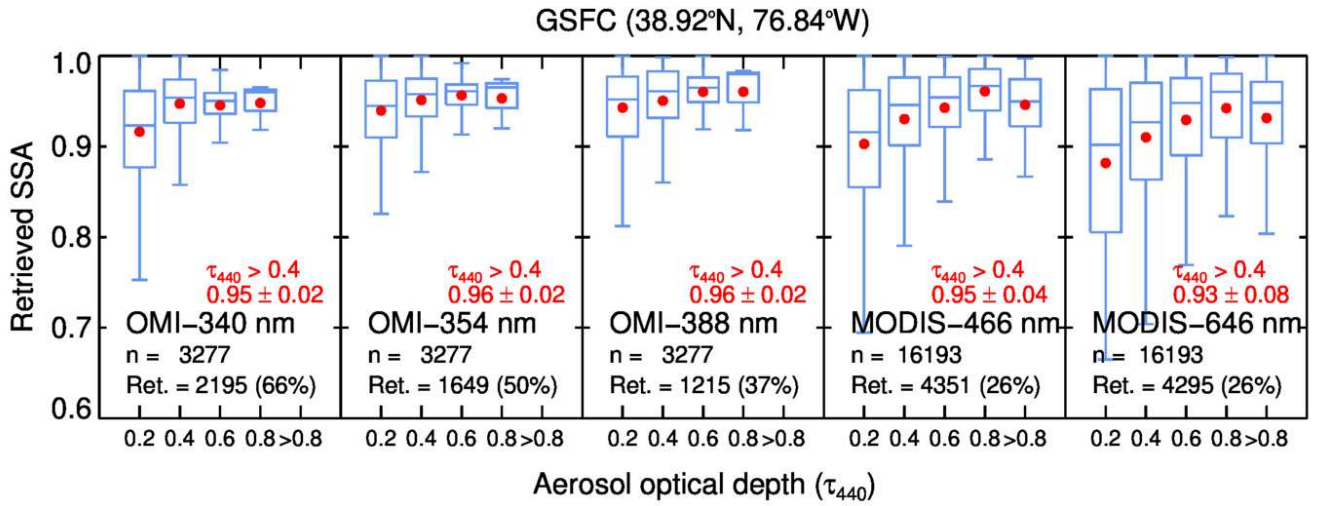 GSFC (38.92°N, 76.84°W)
Retrieved SSA
1.0
0.9
0.8
0.7
0.6
τ440 > 0.4
0.95 ± 0.02
OMI−340 nm
n = 3277
Ret. = 2195 (66%)
0.2 0.4 0.6 0.8 >0.8
τ440 > 0.4
0.96 ± 0.02
OMI−354 nm
n = 3277
Ret. = 1649 (50%)
0.2 0.4 0.6 0.8 >0.8
τ440 > 0.4
0.96 ± 0.02
OMI−388 nm
n = 3277
Ret. = 1215 (37%)
0.2 0.4 0.6 0.8 >0.8
τ440 > 0.4
0.95 ± 0.04
MODIS−466 nm
n = 16193
Ret. = 4351 (26%)
0.2 0.4 0.6 0.8 >0.8
τ440 > 0.4
0.93 ± 0.08
MODIS−646 nm
n = 16193
Ret. = 4295 (26%)
0.2 0.4 0.6 0.8 >0.8
Aerosol optical depth (τ440)